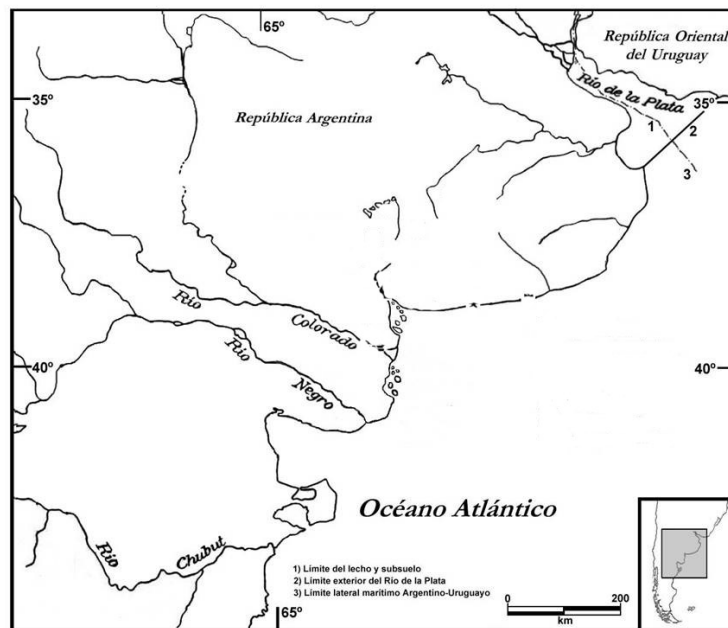 65º
República Oriental
del Uruguay
Río de la Plata
35º
35º
República Argentina
1
2
3
Río
Colorado
Río
Negro
40º
40º
Océano Atlántico
Río
Chubut
1) Límite del lecho y subsuelo
2) Límite exterior del Río de la Plata
3) Límite lateral marítimo Argentino-Uruguayo
0
200
km
65º